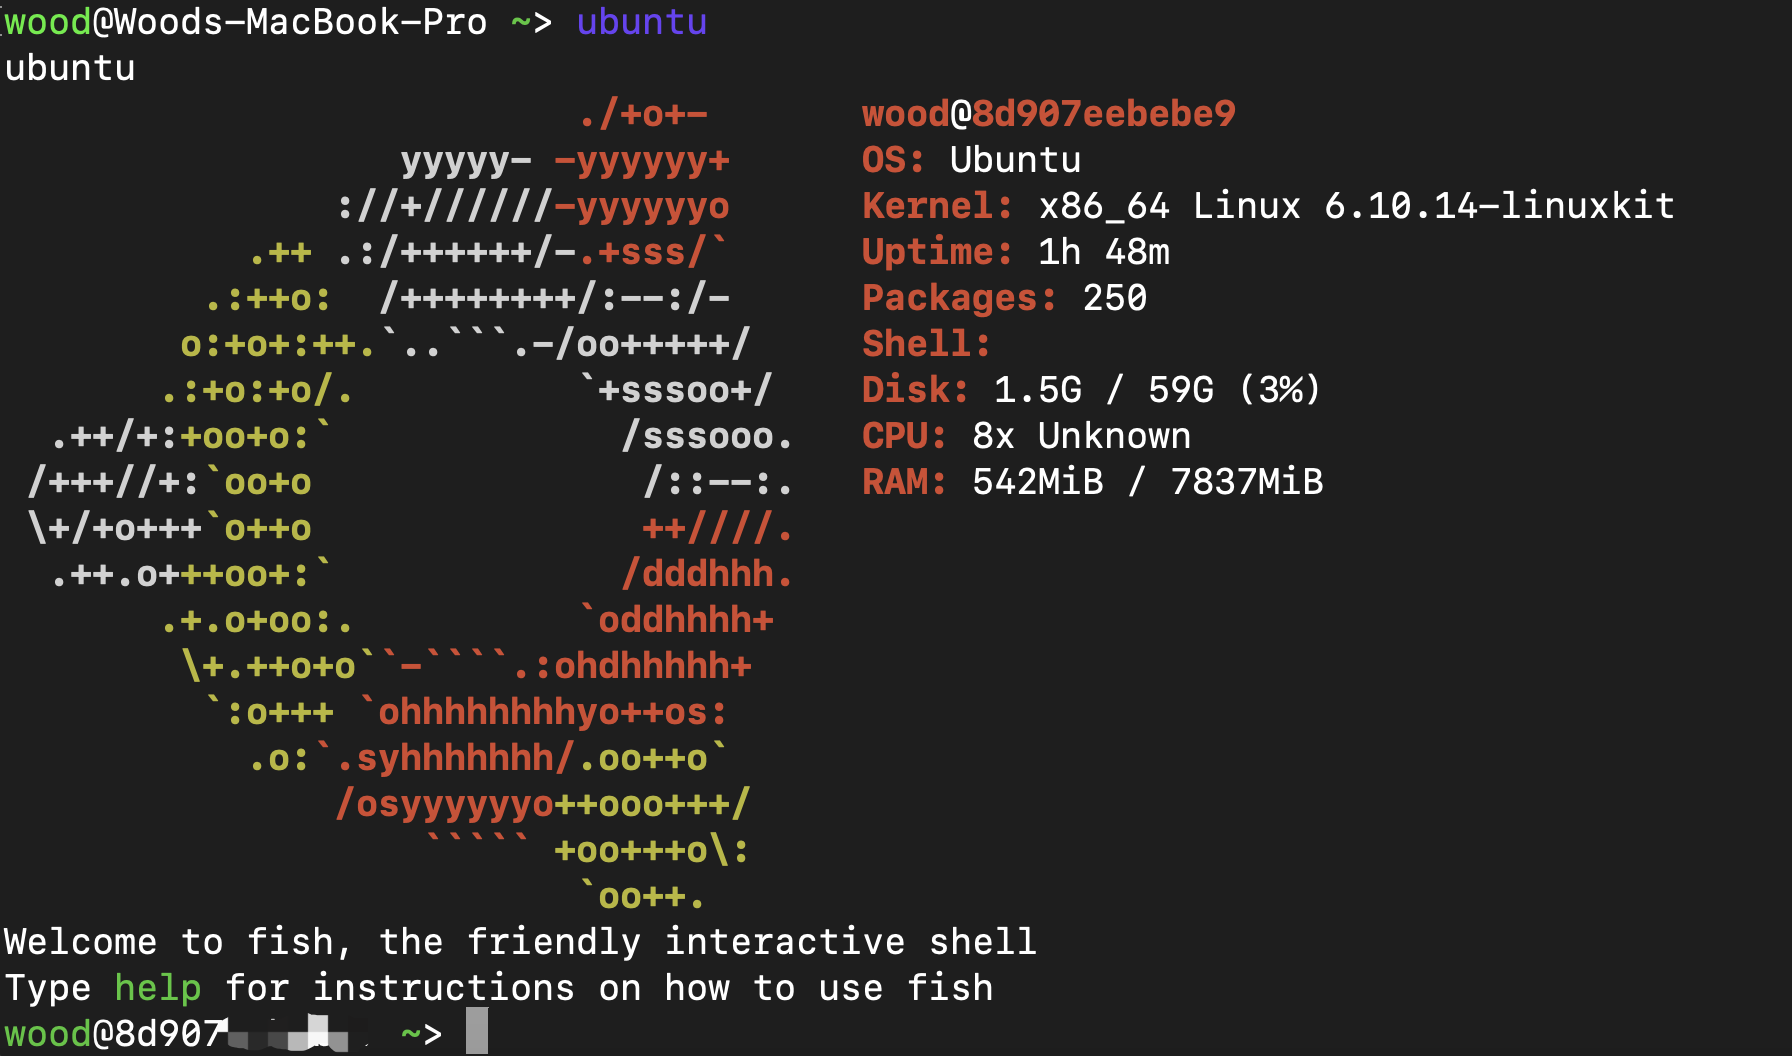 wood@Woods-MacBook-Pro ~> ubuntu
ubuntu
                          ./+o+-       wood@8d907eebebe9
                  yyyyy- -yyyyyy+      OS: Ubuntu
               ://+//////-yyyyyyo      Kernel: x86_64 Linux 6.10.14-linuxkit
           .++ .:/++++++/-.+sss/`      Uptime: 1h 48m
         .:++o:  /++++++++/:--:/-      Packages: 250
        o:+o+:++.`..```.-/oo+++++/     Shell:
       .:+o:+o/.          `+sssoo+/    Disk: 1.5G / 59G (3%)
  .++/+:+oo+o:`             /sssooo.   CPU: 8x Unknown
 /+++//+:`oo+o               /::--:.   RAM: 542MiB / 7837MiB
 \+/+o+++`o++o               ++////.
  .++.o+++oo+:`             /dddhhh.
       .+.o+oo:.          `oddhhhh+
        \+.++o+o``-````.:ohdhhhhh+
         `:o+++ `ohhhhhhhhyo++os:
           .o:`.syhhhhhhh/.oo++o`
               /osyyyyyyo++ooo+++/
                   ````` +oo+++o\:
                          `oo++.
Welcome to fish, the friendly interactive shell
Type help for instructions on how to use fish
wood@8d907 ~>